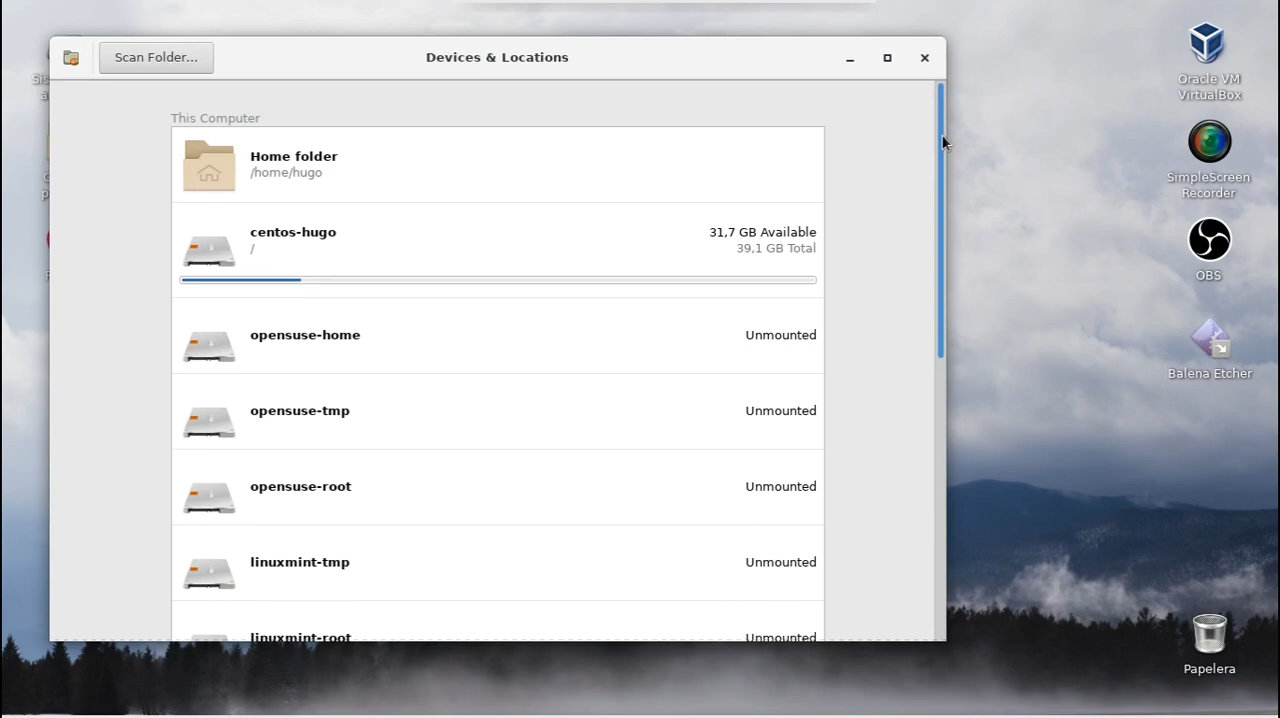 Scan Folder...
Devices & Locations
This Computer
Home folder
/home/hugo
centos-hugo
31,7 GB Available
/
39,1 GB Total
opensuse-home
Unmounted
opensuse-tmp
Unmounted
opensuse-root
Unmounted
linuxmint-tmp
Unmounted
linuxmint-root
Unmounted
Oracle VM
VirtualBox
SimpleScreen
Recorder
OBS
Balena Etcher
Papelera